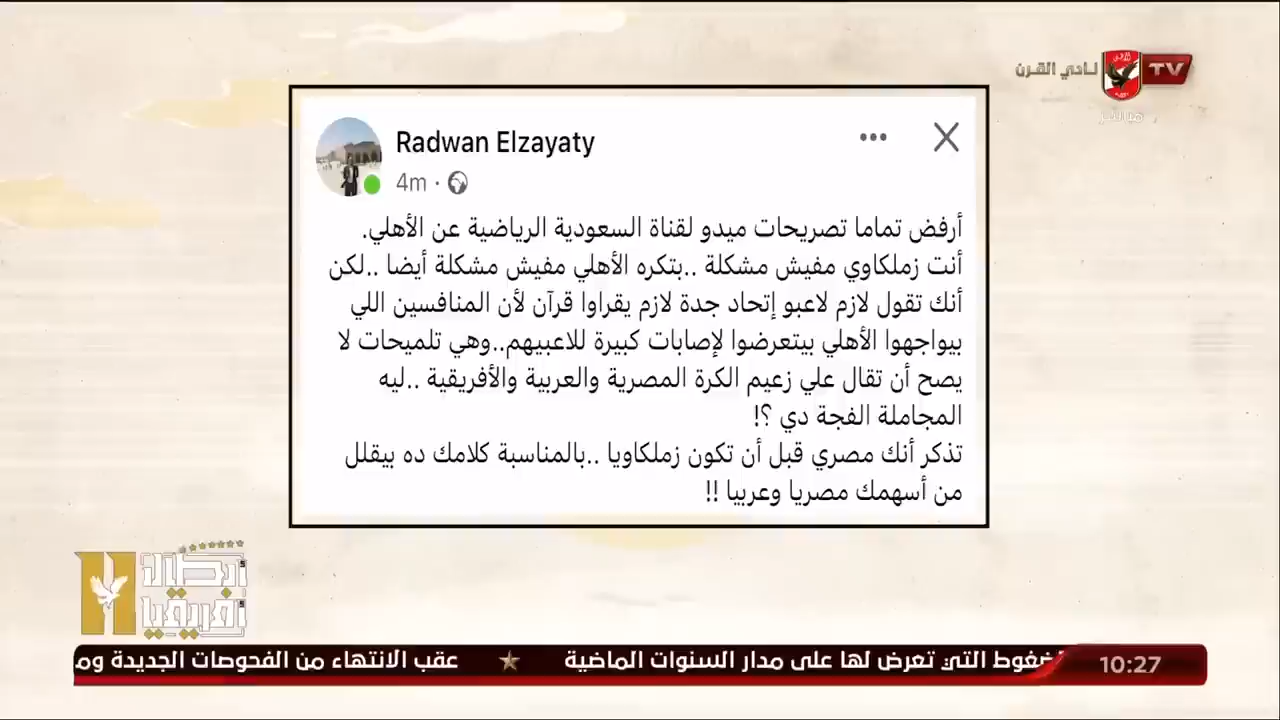 نادي القرن
TV
مباشر
Radwan Elzayaty
4m ·
أرفض تماما تصريحات ميدو لقناة السعودية الرياضية عن الأهلي.
أنت زملكاوي مفيش مشكلة ..بتكره الأهلي مفيش مشكلة أيضا ..لكن
أنك تقول لازم لاعبو إتحاد جدة لازم يقراوا قرآن لأن المنافسين اللي
بيواجهوا الأهلي بيتعرضوا لإصابات كبيرة للاعبيهم..وهي تلميحات لا
يصح أن تقال علي زعيم الكرة المصرية والعربية والأفريقية ..ليه
المجاملة الفجة دي ؟!
تذكر أنك مصري قبل أن تكون زملكاويا ..بالمناسبة كلامك ده بيقلل
من أسهمك مصريا وعربيا !!
أبطال
أفريقيا
11
الضغوط التي تعرض لها على مدار السنوات الماضية ★ عقب الانتهاء من الفحوصات الجديدة
10:27